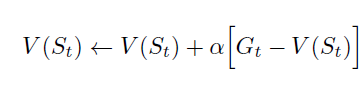 V(S_t) ← V(S_t) + α[G_t − V(S_t)]